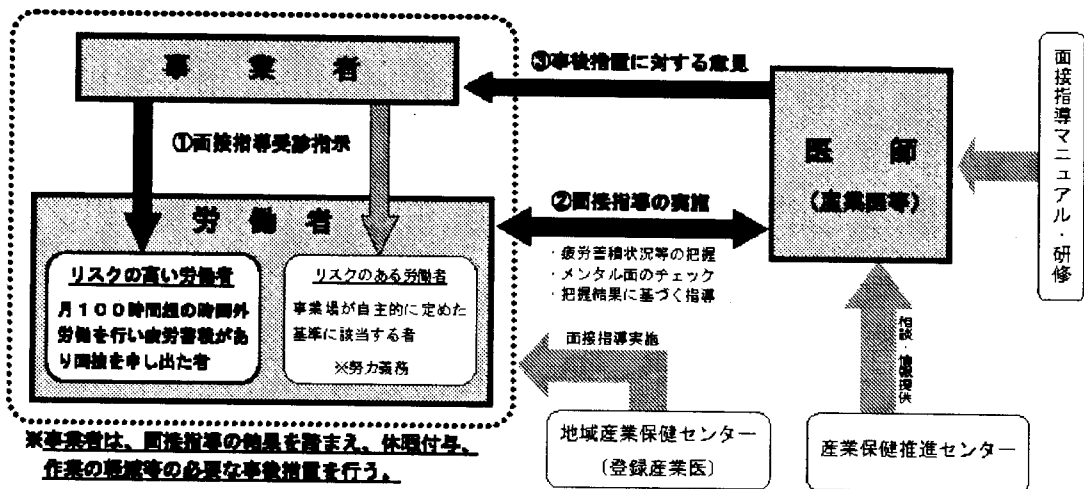 事業者
③事後措置に対する意見
①面接指導受診指示
医師
(産業医等)
面接指導マニュアル・研修
労働者
②面接指導の実施
・疲労蓄積状況等の把握
・メンタル面のチェック
・把握結果に基づく指導
リスクの高い労働者
月100時間超の時間外
労働を行い疲労蓄積があ
り面接を申し出た者
リスクのある労働者
事業場が自主的に定めた
基準に該当する者
※努力義務
面接指導実施
相談・情報提供
地域産業保健センター
〔登録産業医〕
産業保健推進センター
※事業者は、面接指導の結果を踏まえ、休暇付与、
作業の軽減等の必要な事後措置を行う。